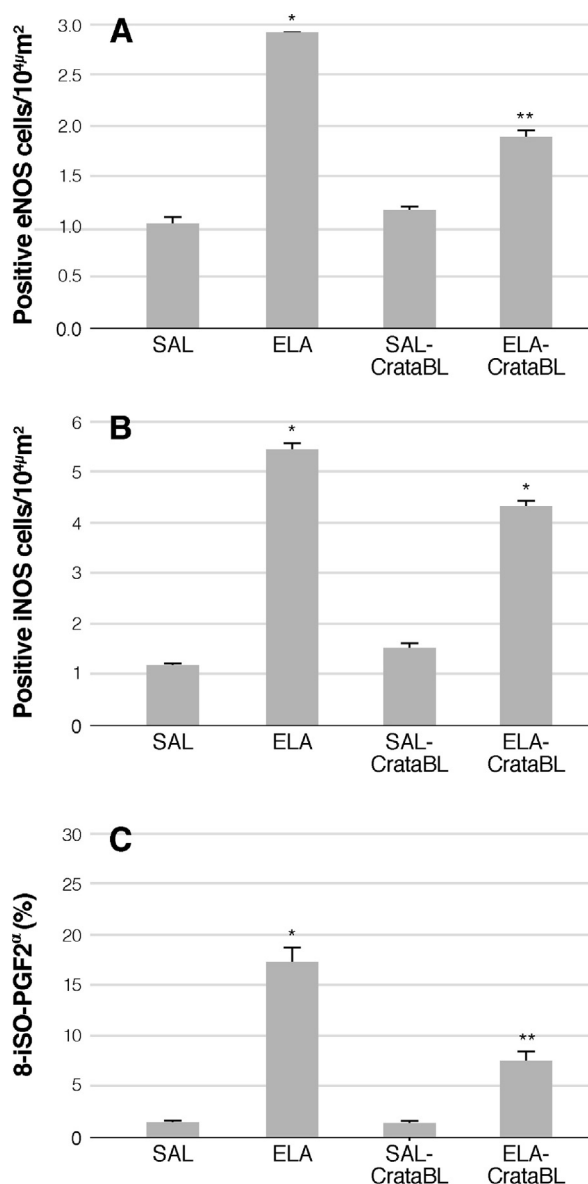 A
Positive eNOS cells/10⁴µm2
3.0
*
2.5
2.0
**
1.5
1.0
0.5
0.0
SAL
ELA
SAL-
CrataBL
ELA-
CrataBL
B
Positive iNOS cells/10⁴µm2
6
*
5
*
4
3
2
1
0
SAL
ELA
SAL-
CrataBL
ELA-
CrataBL
C
8-iSO-PGF2ᵅ (%)
30
25
20
*
15
10
**
5
0
SAL
ELA
SAL-
CrataBL
ELA-
CrataBL